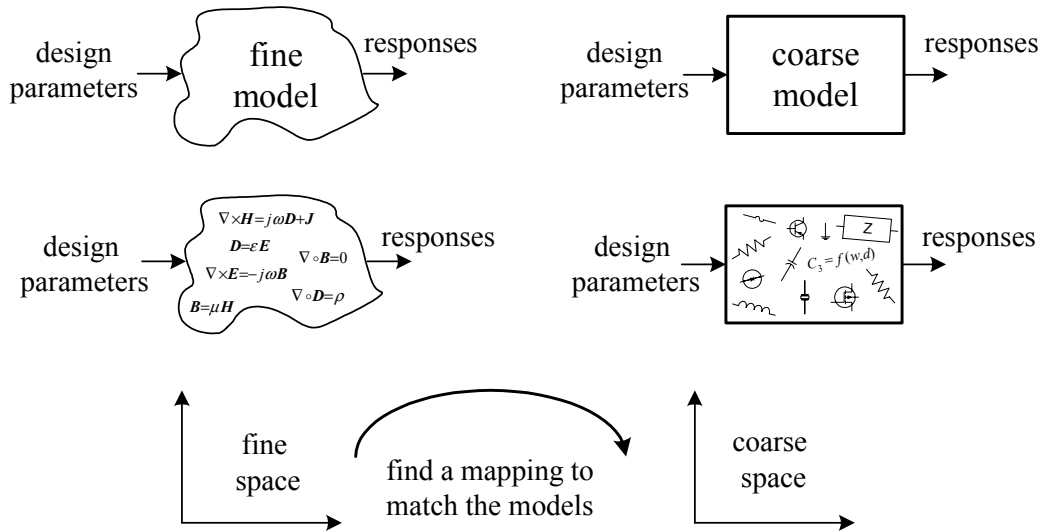 design
parameters
fine
model
responses
design
parameters
coarse
model
responses
design
parameters
∇×H=jωD+J
D=εE
∇∘B=0
∇×E=−jωB
∇∘D=ρ
B=μH
responses
design
parameters
Z
C₃=f(w,d)
responses
fine
space
find a mapping to
match the models
coarse
space